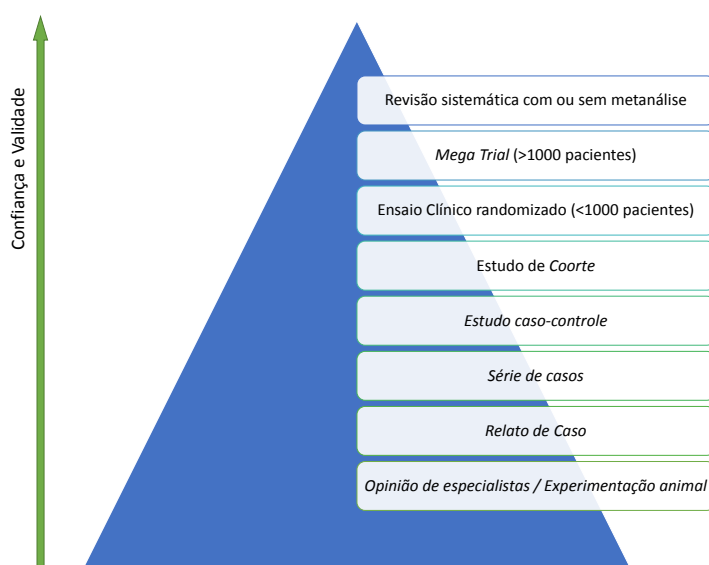 Confiança e Validade
Revisão sistemática com ou sem metanálise
Mega Trial (>1000 pacientes)
Ensaio Clínico randomizado (<1000 pacientes)
Estudo de Coorte
Estudo caso-controle
Série de casos
Relato de Caso
Opinião de especialistas / Experimentação animal